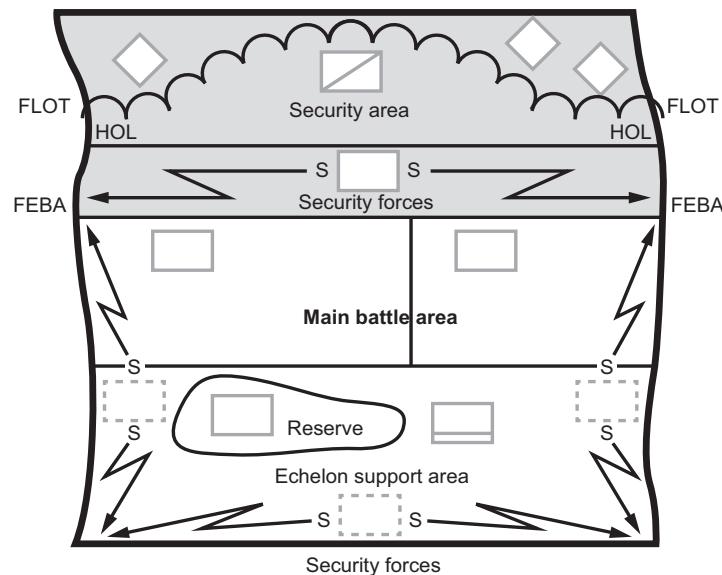 FLOT
FLOT
Security area
HOL
HOL
S S
Security forces
FEBA
FEBA
Main battle area
S
S
S
S
Reserve
Echelon support area
S S
Security forces